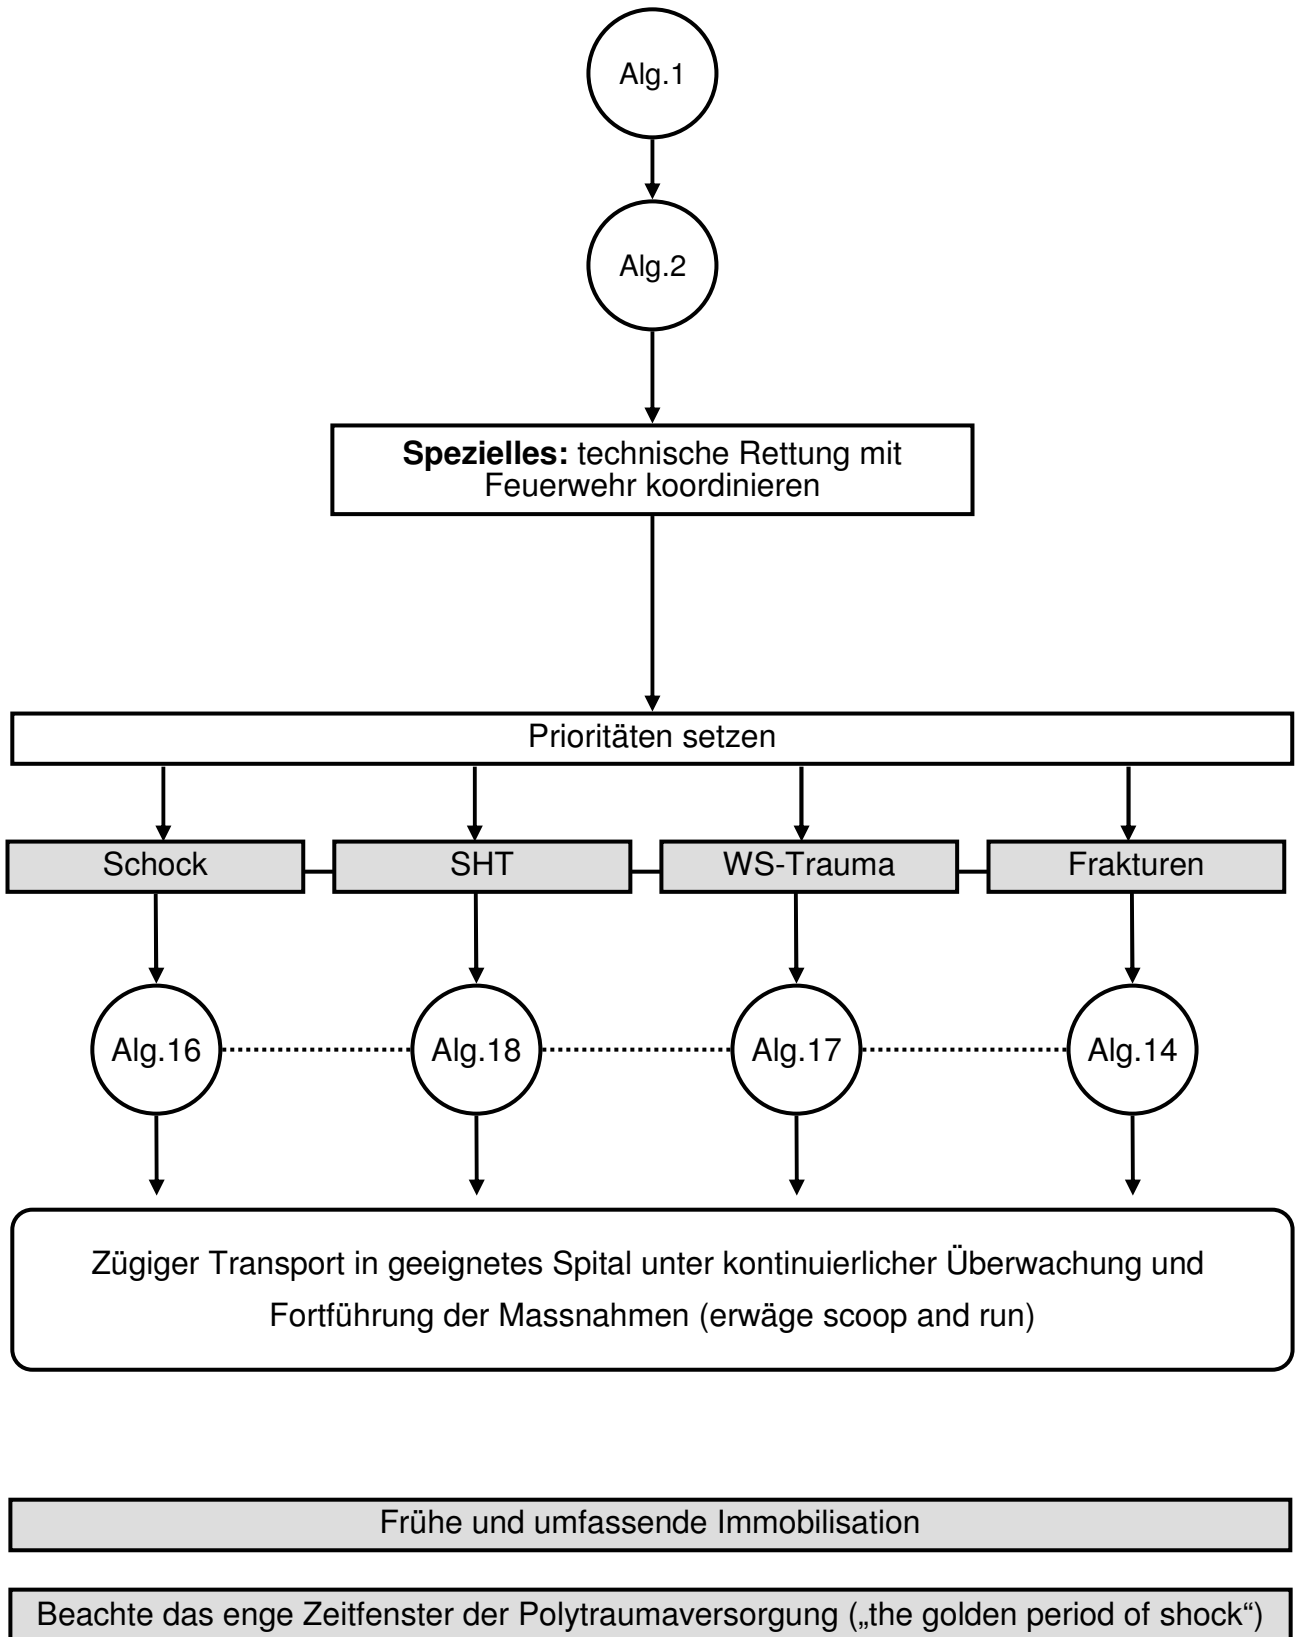 Alg.1
Alg.2
Spezielles: technische Rettung mit
Feuerwehr koordinieren
Prioritäten setzen
Schock
SHT
WS-Trauma
Frakturen
Alg.16
Alg.18
Alg.17
Alg.14
Zügiger Transport in geeignetes Spital unter kontinuierlicher Überwachung und
Fortführung der Massnahmen (erwäge scoop and run)
Frühe und umfassende Immobilisation
Beachte das enge Zeitfenster der Polytraumaversorgung („the golden period of shock“)